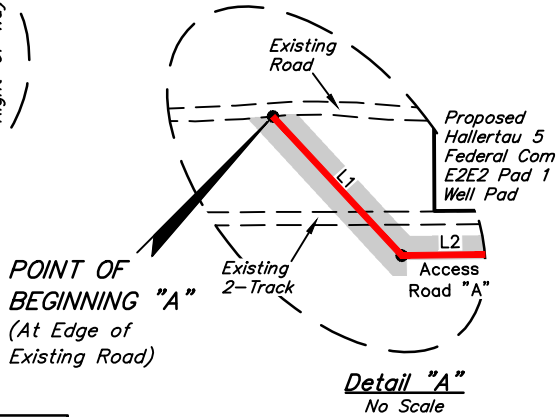 Existing
Road
Proposed
Hallertau 5
Federal Com
E2E2 Pad 1
Well Pad
L1
L2
Access
Road "A"
Existing
2-Track
POINT OF
BEGINNING "A"
(At Edge of
Existing Road)
Detail "A"
No Scale